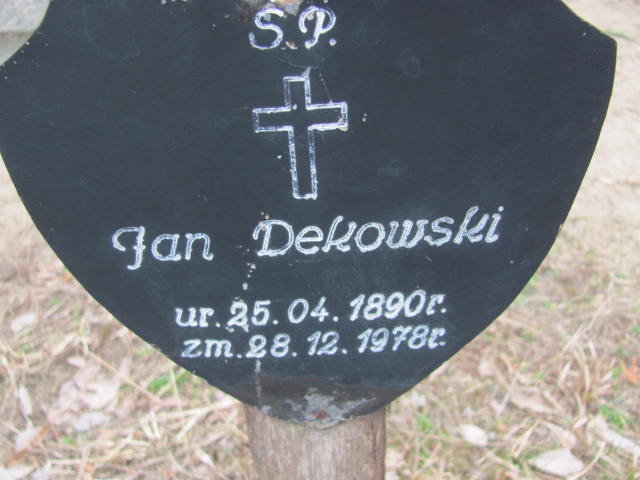 S.P.
Jan Dekowski
ur. 25. 04. 1890r.
zm. 28. 12. 1978r.